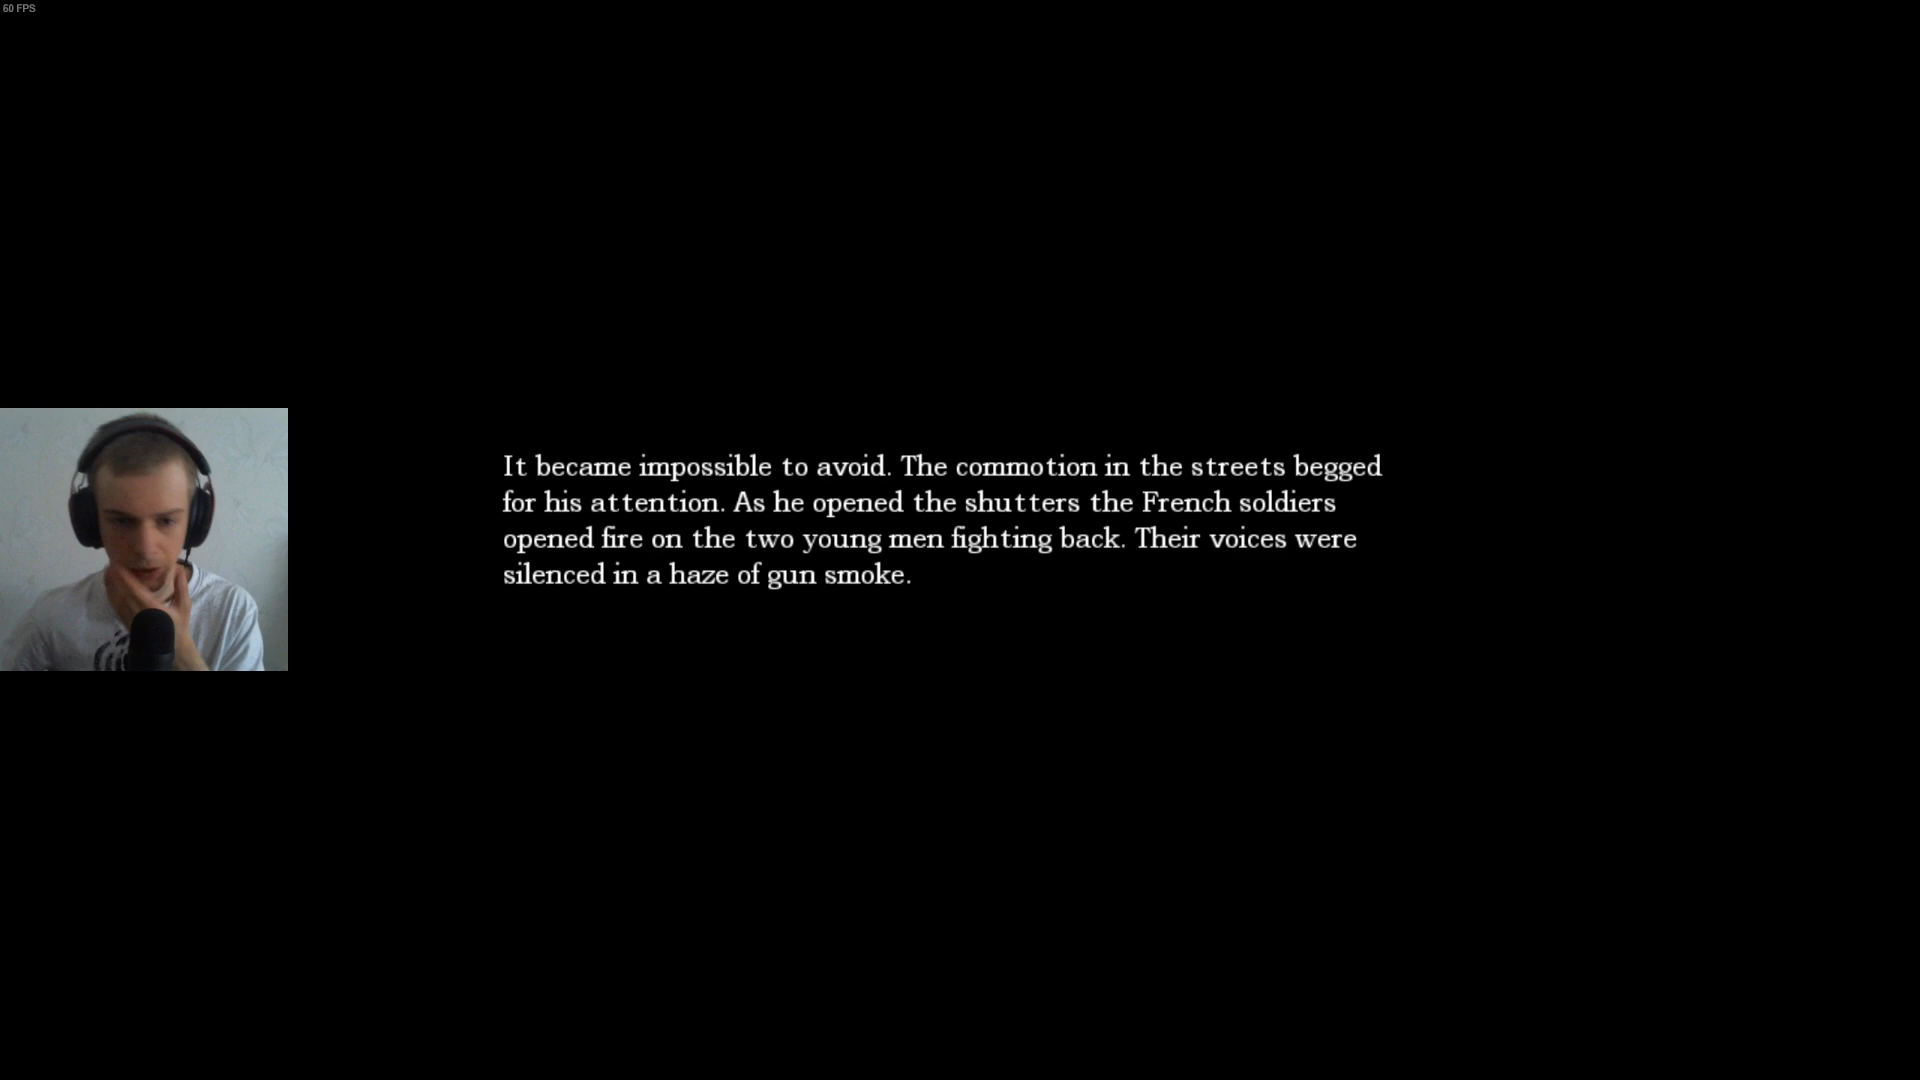 60 FPS
It became impossible to avoid. The commotion in the streets begged
for his attention. As he opened the shutters the French soldiers
opened fire on the two young men fighting back. Their voices were
silenced in a haze of gun smoke.